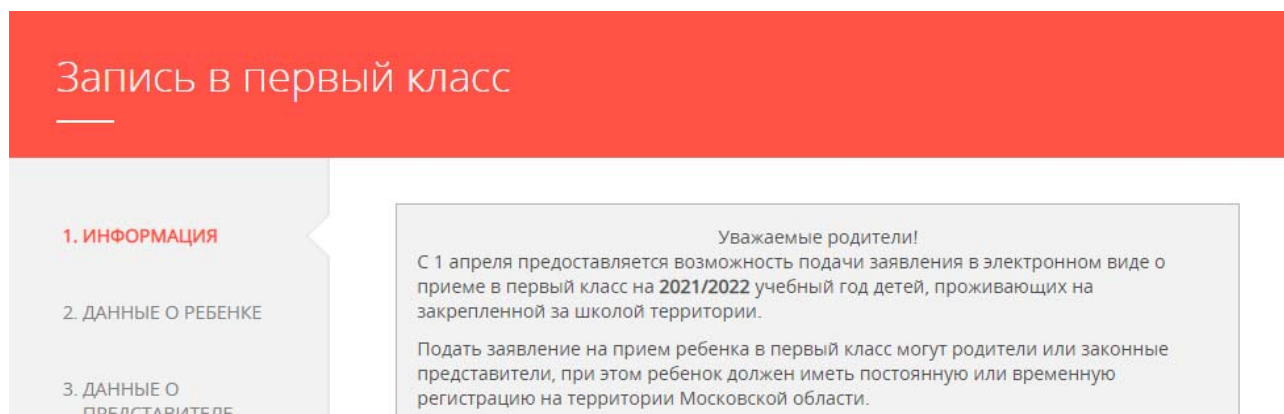 Запись в первый класс
1. ИНФОРМАЦИЯ
2. ДАННЫЕ О РЕБЕНКЕ
3. ДАННЫЕ О
ПРЕДСТАВИТЕЛЕ
Уважаемые родители!
С 1 апреля предоставляется возможность подачи заявления в электронном виде о
приеме в первый класс на 2021/2022 учебный год детей, проживающих на
закрепленной за школой территории.
Подать заявление на прием ребенка в первый класс могут родители или законные
представители, при этом ребенок должен иметь постоянную или временную
регистрацию на территории Московской области.